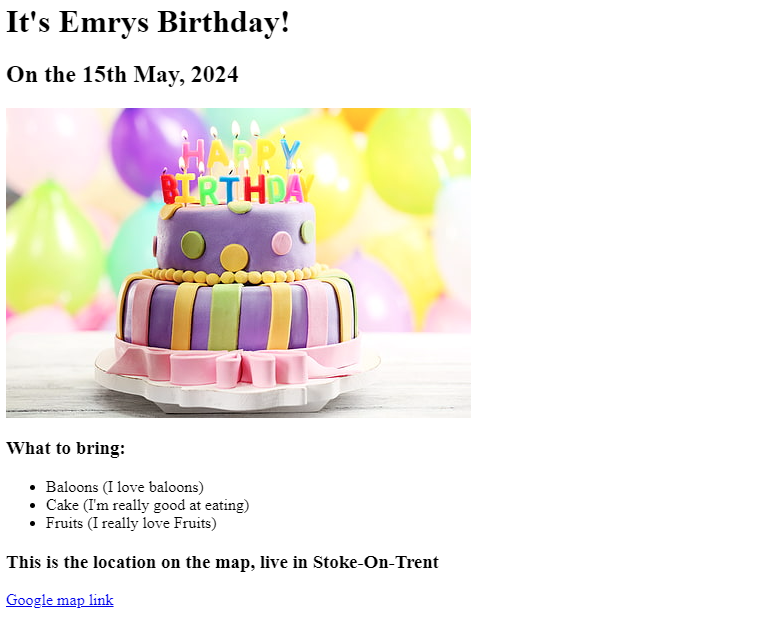 It's Emrys Birthday!
On the 15th May, 2024
HAPPY
BIRTHDAY
What to bring:
Baloons (I love baloons)
Cake (I'm really good at eating)
Fruits (I really love Fruits)
This is the location on the map, live in Stoke-On-Trent
Google map link